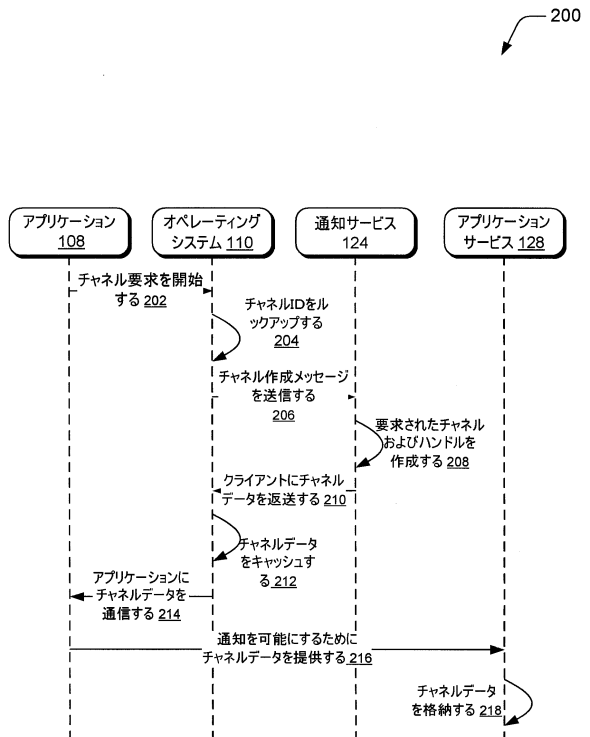 200
アプリケーション
108
オペレーティング
システム 110
通知サービス
124
アプリケーション
サービス 128
チャネル要求を開始
する 202
チャネルIDをル
ックアップする
204
チャネル作成メッセージ
を送信する
206
要求されたチャネル
およびハンドルを
作成する 208
クライアントにチャネル
データを返送する 210
チャネルデータ
をキャッシュす
る 212
アプリケーションに
チャネルデータを
通信する 214
通知を可能にするために
チャネルデータを提供する 216
チャネルデータ
を格納する 218